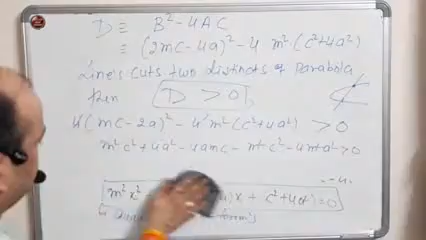 D ≡ B² - 4AC
≡ (2mc - 4a)² - 4 m² (c² + 4a²)
Line's cuts two distincts of Parabola
then D > 0
4(mc - 2a)² - 4m²(c² + 4a²) > 0
m²c² + 4a² - 4amc - m²c² - 4m²a² > 0
m²x² x + c² + 4a²) = 0